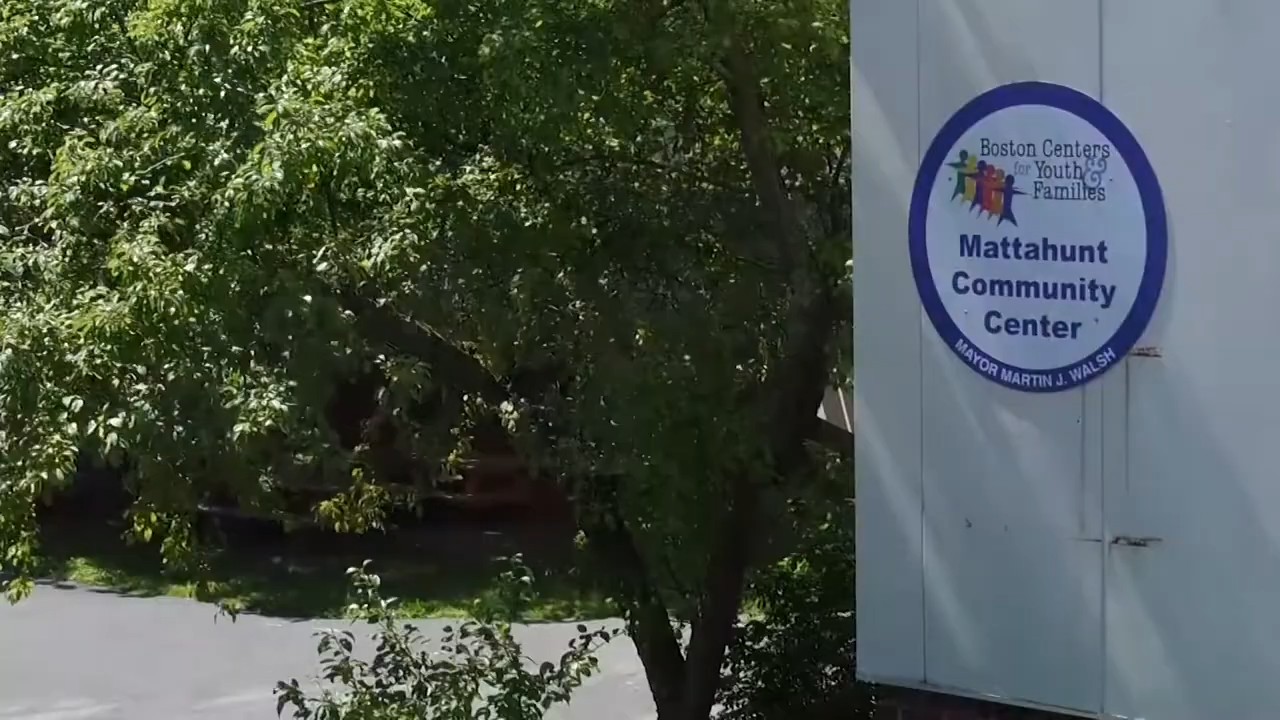 Boston Centers
for Youth &
Families
Mattahunt
Community
Center
MAYOR MARTIN J. WALSH